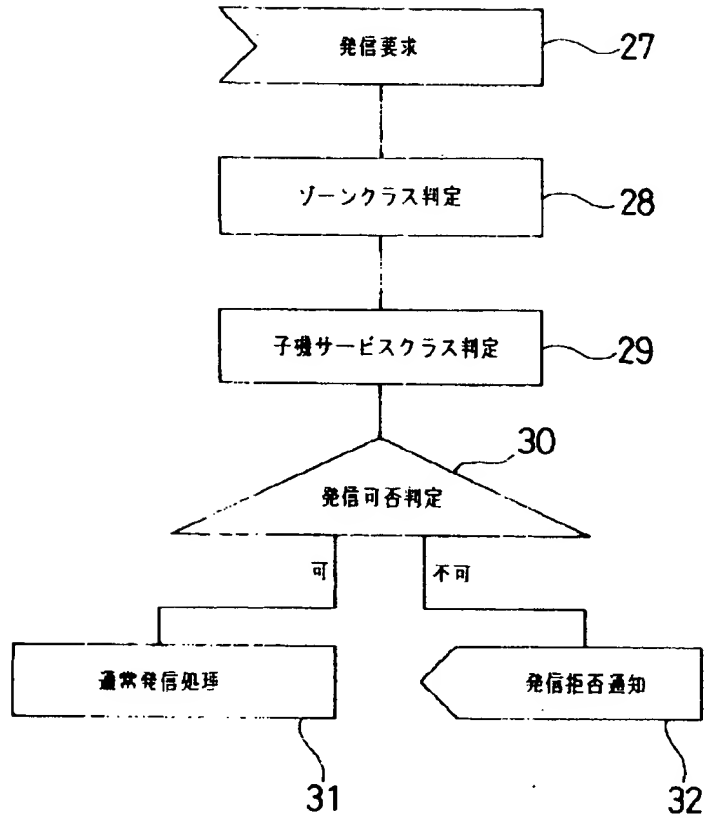 発信要求
27
ゾーンクラス判定
28
子機サービスクラス判定
29
30
発信可否判定
可
不可
通常発信処理
発信拒否通知
31
32